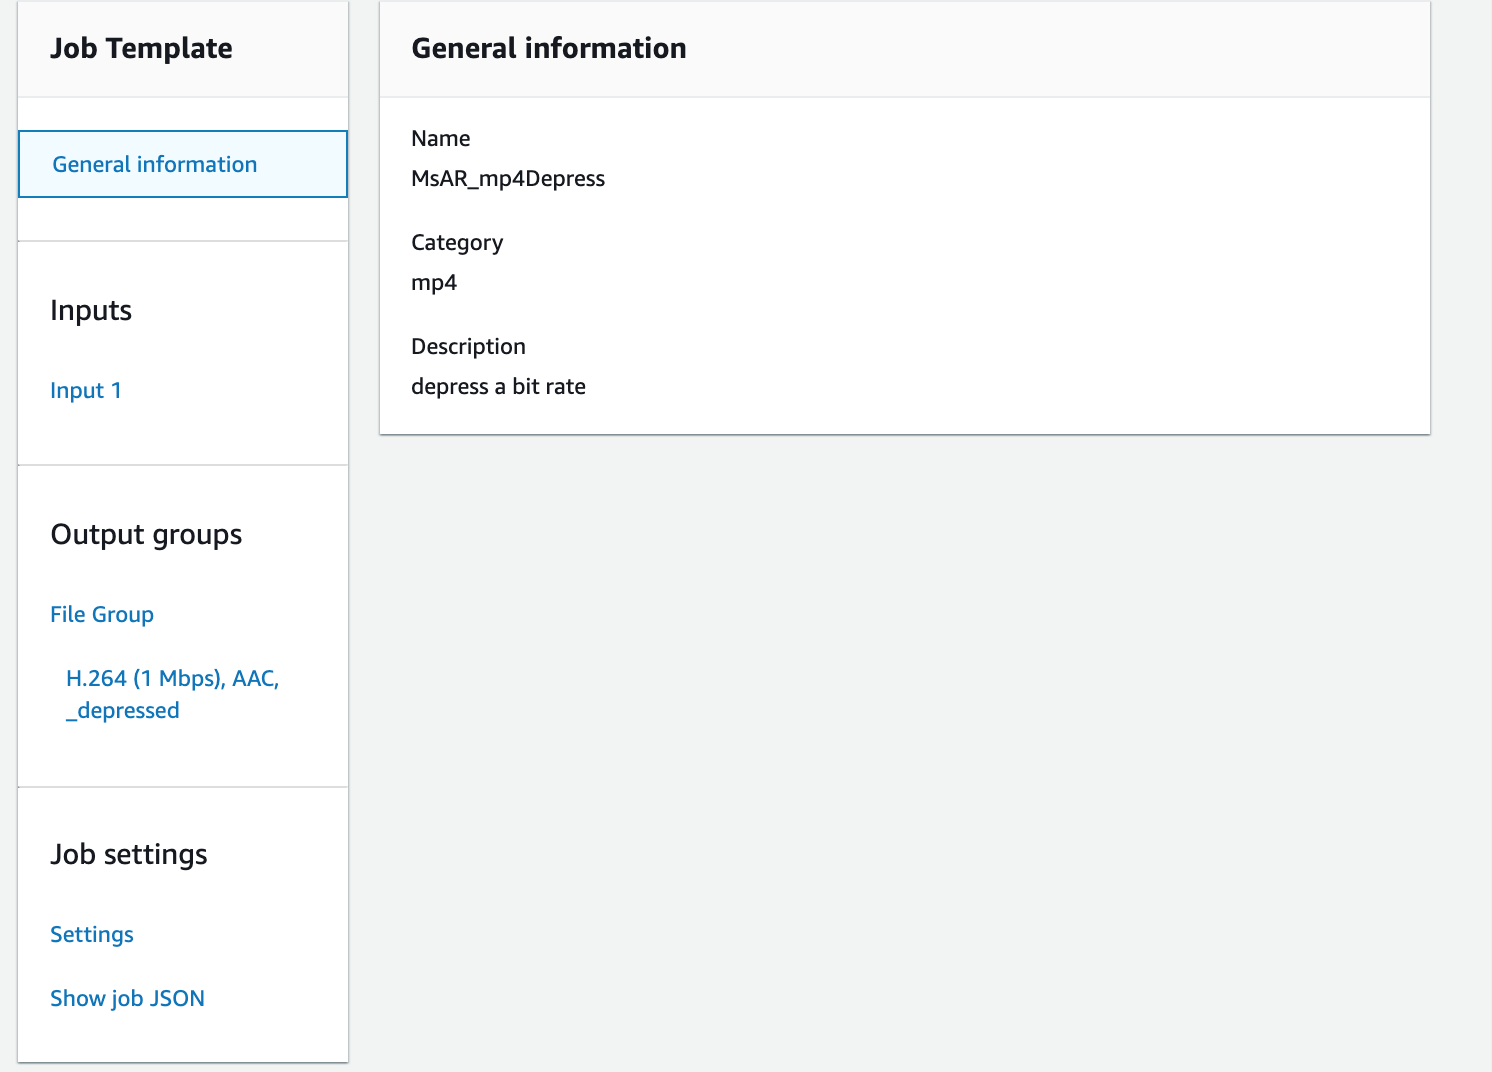 Job Template
General information
Inputs
Input 1
Output groups
File Group
H.264 (1 Mbps), AAC,
_depressed
Job settings
Settings
Show job JSON
General information
Name
MsAR_mp4Depress
Category
mp4
Description
depress a bit rate